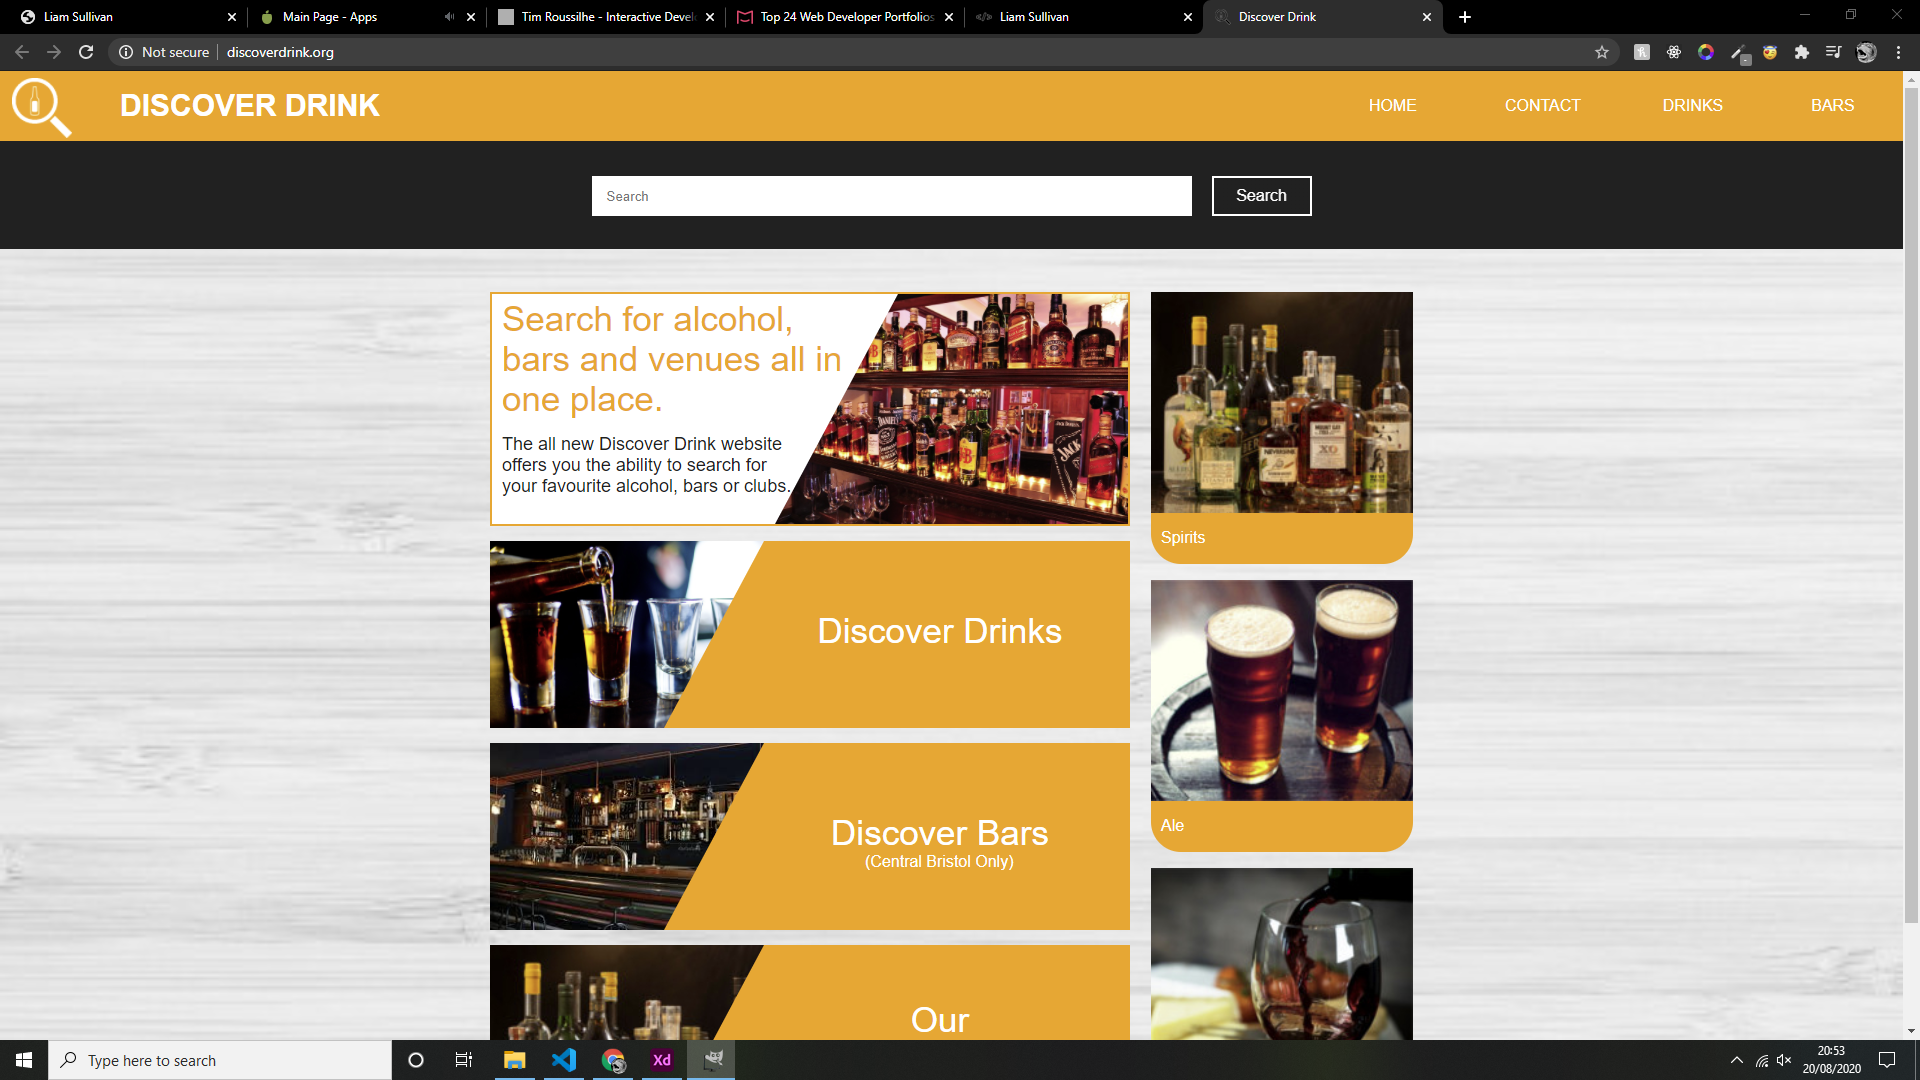 Liam Sullivan
Main Page - Apps
Tim Roussilhe - Interactive Devel
Top 24 Web Developer Portfolios
Liam Sullivan
Discover Drink
Not secure
discoverdrink.org
DISCOVER DRINK
HOME
CONTACT
DRINKS
BARS
Search
Search
Search for alcohol,
bars and venues all in
one place.
The all new Discover Drink website
offers you the ability to search for
your favourite alcohol, bars or clubs.
JACK
XO
Spirits
Discover Drinks
Ale
Discover Bars
(Central Bristol Only)
Our
Type here to search
Xd
20:53
20/08/2020